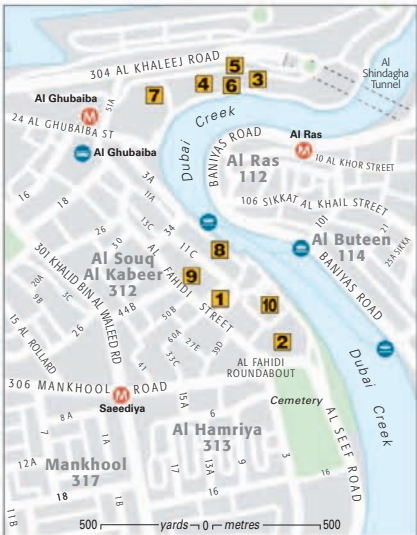 304 AL KHALEEJ ROAD
Al
Shindagha
Tunnel
5
4
6
3
7
Al Ghubaiba
51A
24 AL GHUBAIBA ST
Al Ghubaiba
Dubai
Creek
BANIYAS ROAD
Al Ras
Al Ras
112
10 AL KHOR STREET
106 SIKKAT AL KHAIL STREET
3A
11A
16
18
13C
34
11C
26
50
101
21
25A SIKKA
Al Buteen
114
BANIYAS ROAD
8
9
1
10
2
Al Souq
Al Kabeer
312
AL FAHIDI STREET
301 KHALID BIN AL WALEED RD
20A
9B
3C
44B
50B
26
60A
27E
33C
39D
41
15 AL ROLLARD
AL FAHIDI
ROUNDABOUT
306 MANKHOOL ROAD
Saeediya
Cemetery
Dubai
Creek
AL SEEF ROAD
15A
6
8A
7
1A
Al Hamriya
313
12A
Mankhool
317
17
13A
9
3
16
16
18
1B
11B
500 yards 0 metres 500